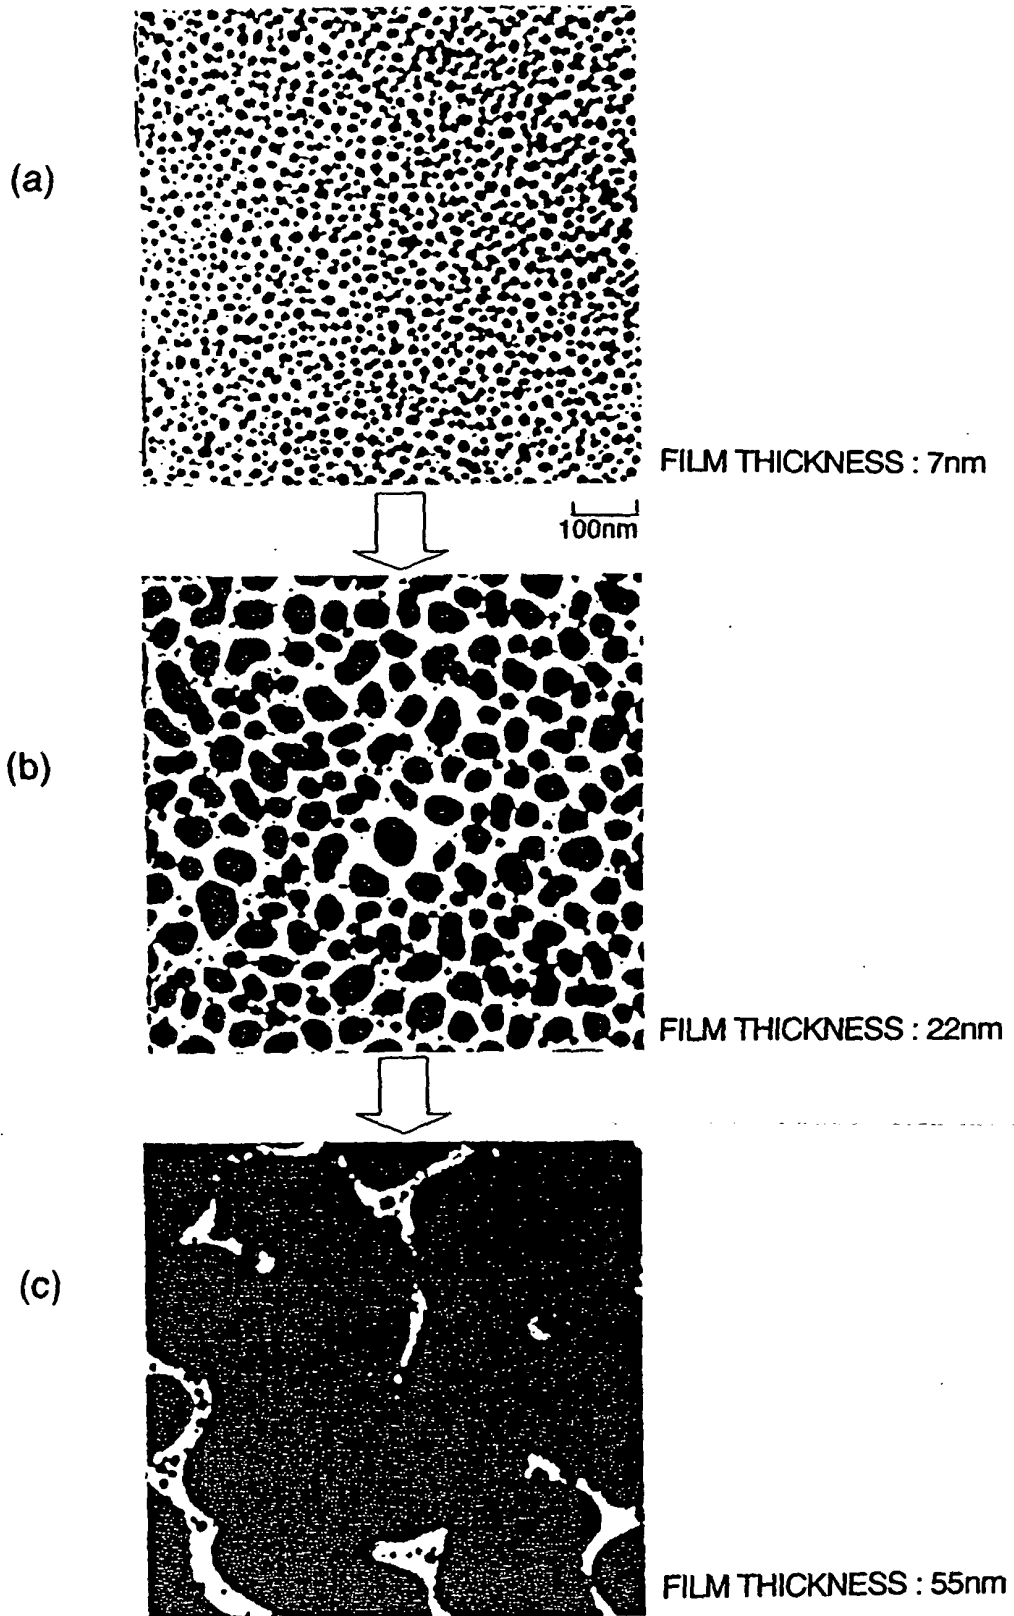 (a)
FILM THICKNESS : 7nm
100nm
(b)
FILM THICKNESS : 22nm
(c)
FILM THICKNESS : 55nm